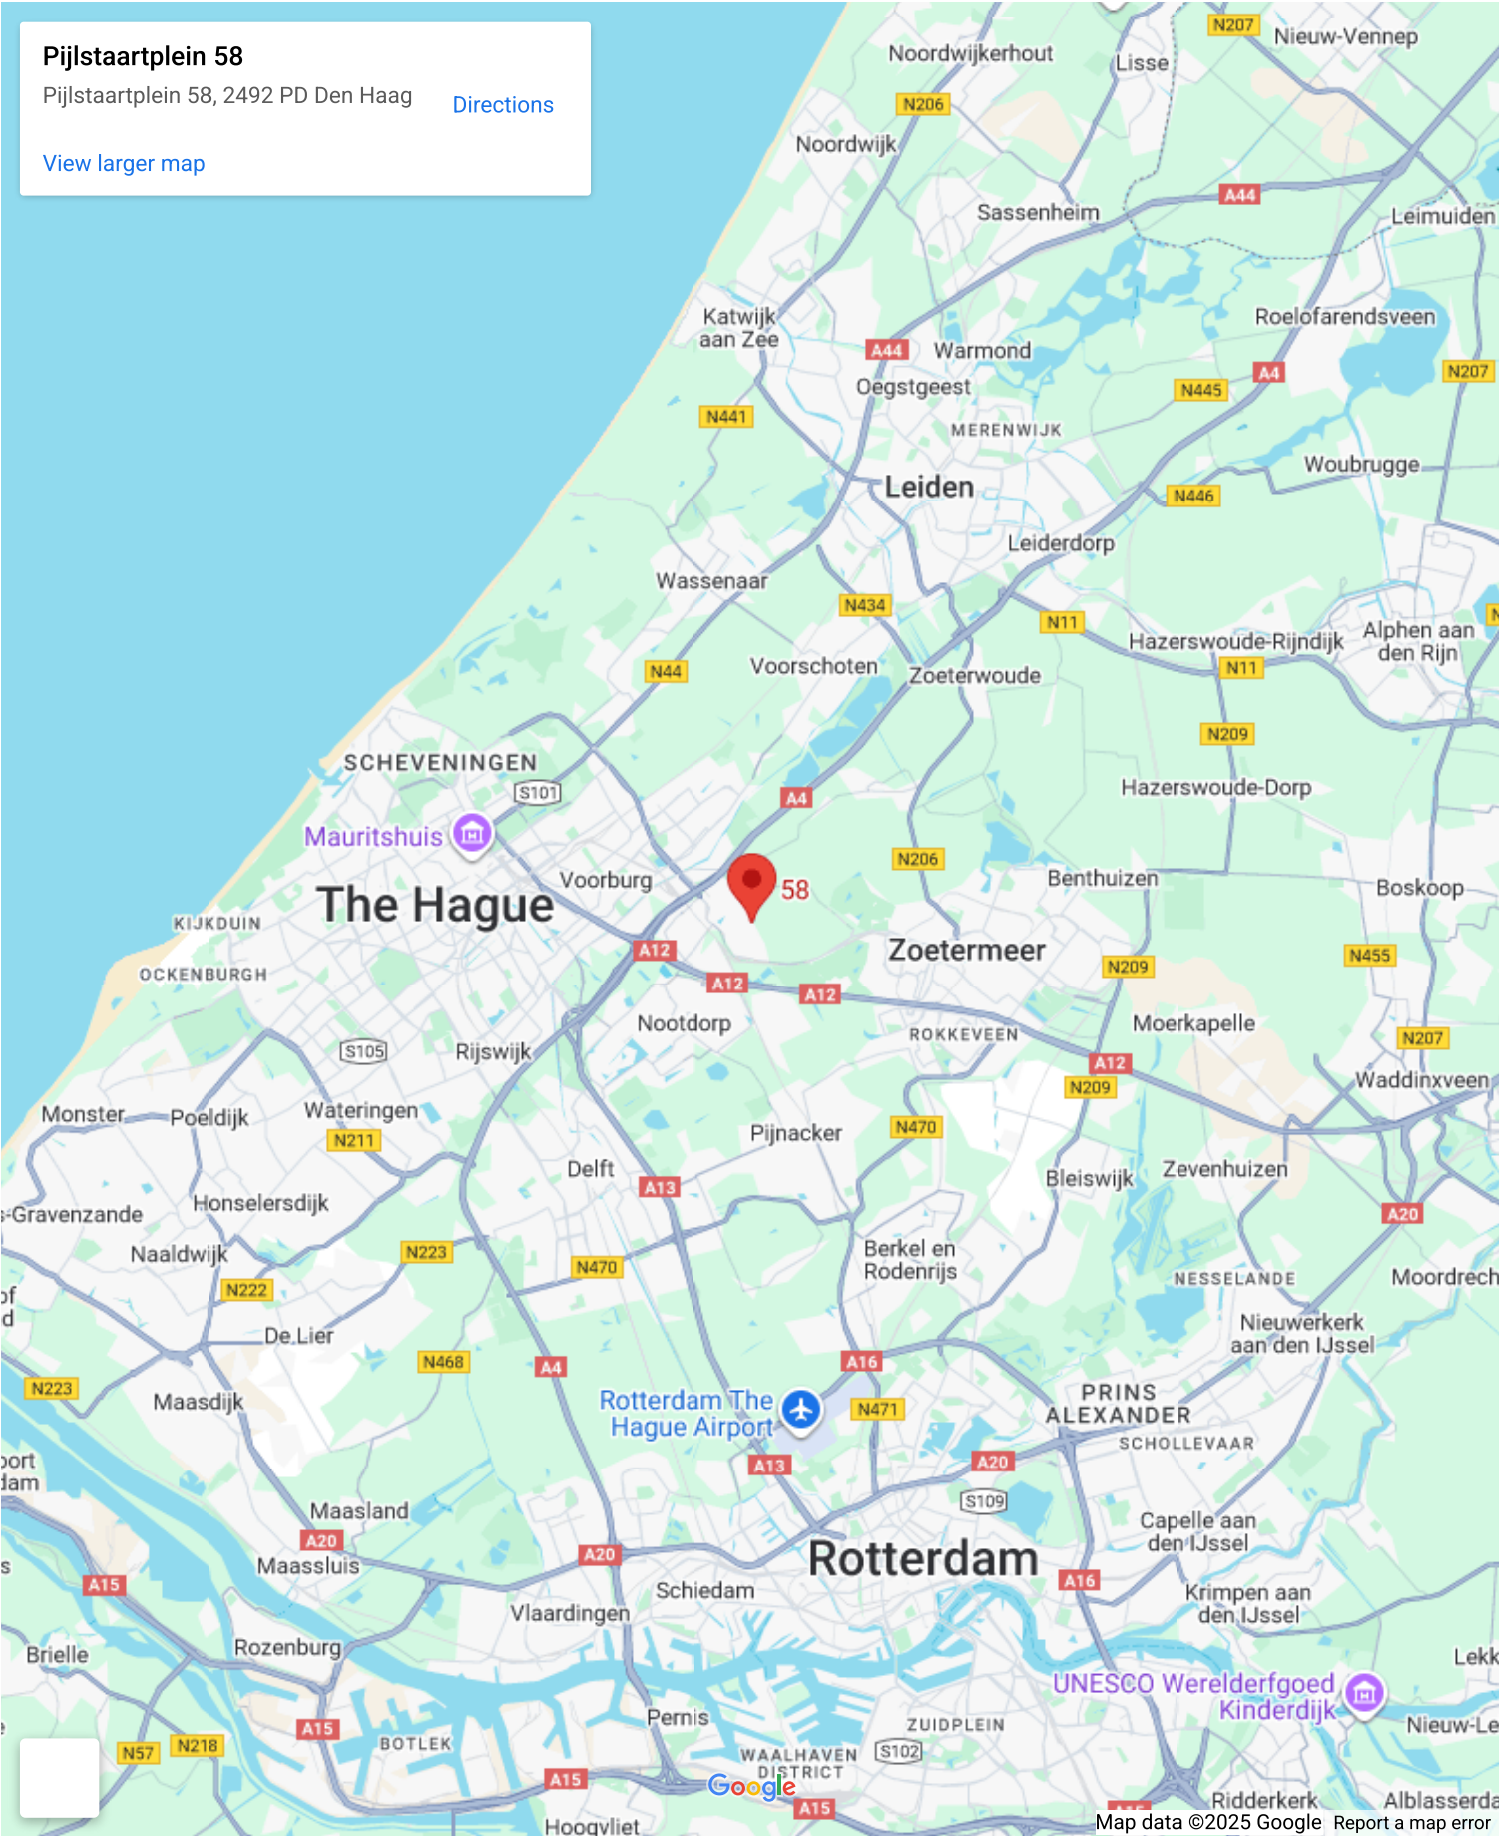 Pijlstaartplein 58
Pijlstaartplein 58, 2492 PD Den Haag
Directions
View larger map
N207
Nieuw-Vennep
Noordwijkerhout
Lisse
N206
Noordwijk
A44
Sassenheim
Leimuiden
Katwijk
aan Zee
Roelofarendsveen
A44
Warmond
A4
N207
Oegstgeest
N445
N441
MERENWIJK
Woubrugge
Leiden
N446
Leiderdorp
Wassenaar
N434
N11
Hazerswoude-Rijndijk
Alphen aan
den Rijn
N44
Voorschoten
Zoeterwoude
N11
N209
SCHEVENINGEN
S101
A4
Hazerswoude-Dorp
Mauritshuis
N206
Voorburg
58
Benthuizen
Boskoop
The Hague
KIJKDUIN
A12
Zoetermeer
N455
OCKENBURGH
A12
A12
N209
Nootdorp
ROKKEVEEN
Moerkapelle
N207
S105
Rijswijk
A12
N209
Waddinxveen
Monster
Poeldijk
Wateringen
N211
Pijnacker
N470
Delft
A13
Bleiswijk
Zevenhuizen
Honselersdijk
-Gravenzande
A20
Naaldwijk
N223
N470
Berkel en
Rodenrijs
N222
NESSELANDE
Moordrech
De Lier
Nieuwerkerk
aan den IJssel
N468
A4
A16
N223
Maasdijk
Rotterdam The
Hague Airport
N471
PRINS
ALEXANDER
SCHOLLEVAAR
A13
A20
S109
Maasland
A20
Capelle aan
den IJssel
Maassluis
A20
Rotterdam
A15
Schiedam
A16
Krimpen aan
den IJssel
Vlaardingen
Brielle
Rozenburg
Lekk
UNESCO Werelderfgoed
Kinderdijk
Pernis
A15
ZUIDPLEIN
Nieuw-Le
N57
N218
BOTLEK
WAALHAVEN
DISTRICT
S102
A15
Google
A15
A15
Ridderkerk
Alblasserda
Hoogvliet
Map data ©2025 Google
Report a map error